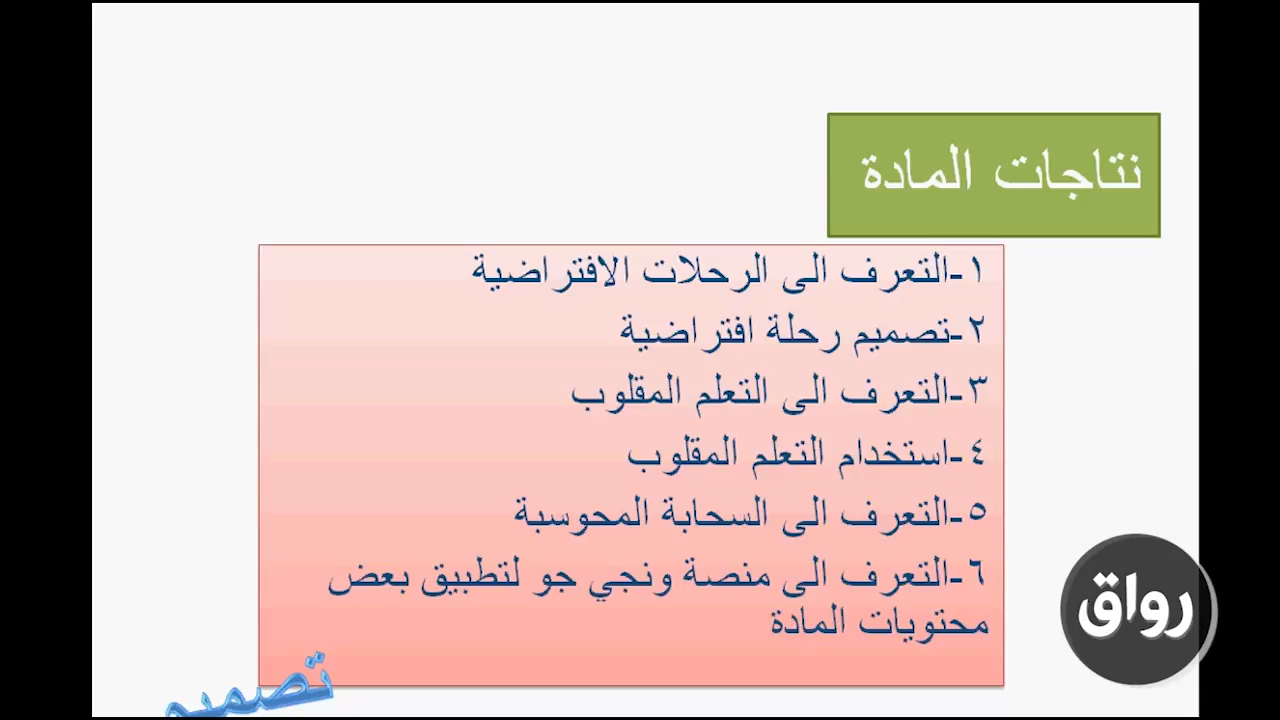 نتاجات المادة
١-التعرف الى الرحلات الافتراضية
٢-تصميم رحلة افتراضية
٣-التعرف الى التعلم المقلوب
٤-استخدام التعلم المقلوب
٥-التعرف الى السحابة المحوسبة
٦-التعرف الى منصة ونجي جو لتطبيق بعض
محتويات المادة
رواق
تصميم